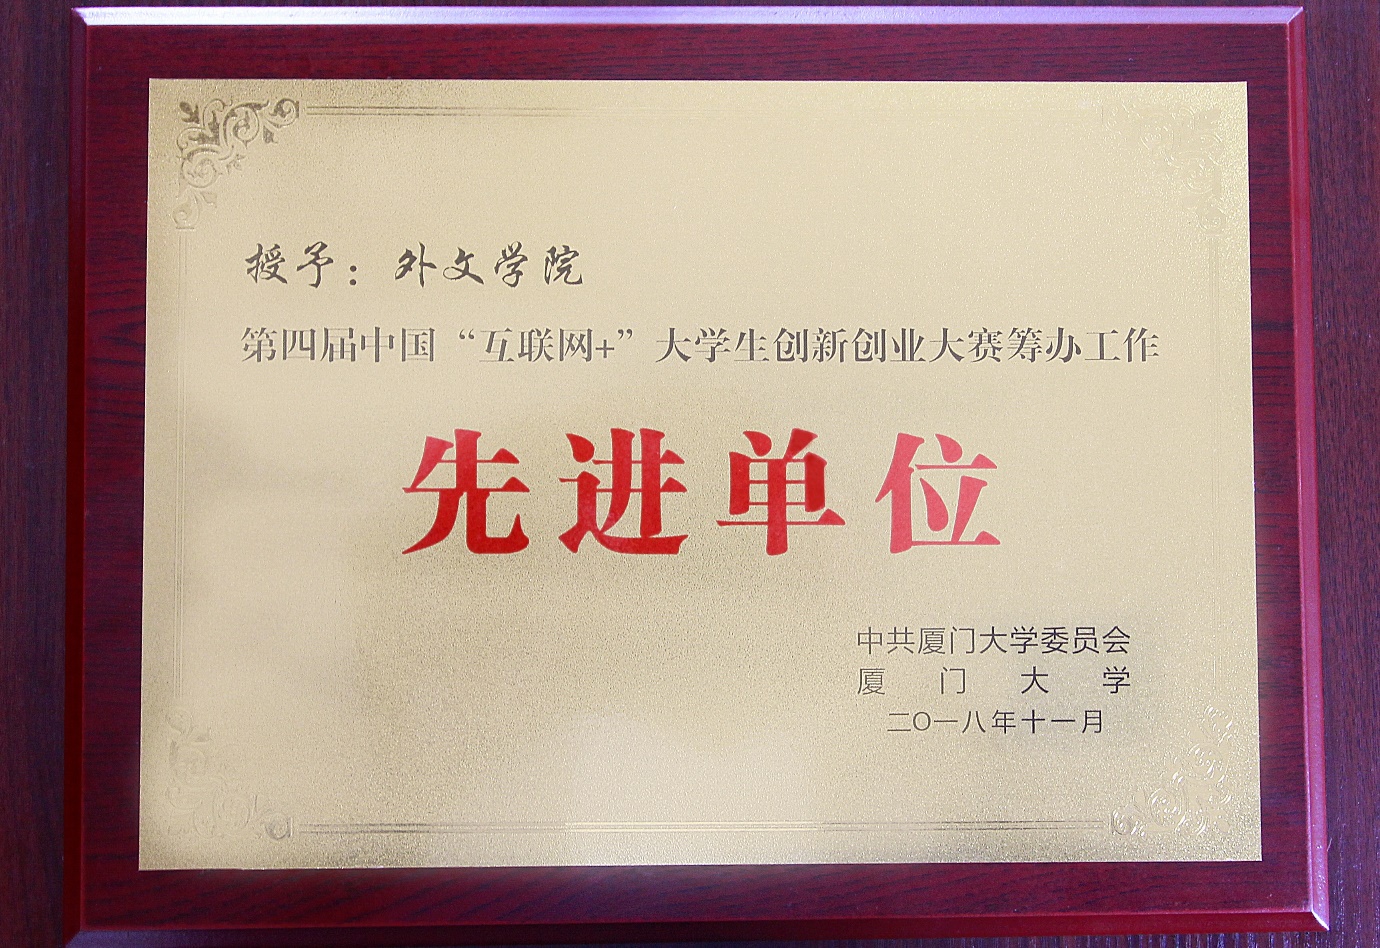 授予：外文学院
第四届中国“互联网+”大学生创新创业大赛筹办工作
先进单位
中共厦门大学委员会
厦门大学
二〇一八年十一月